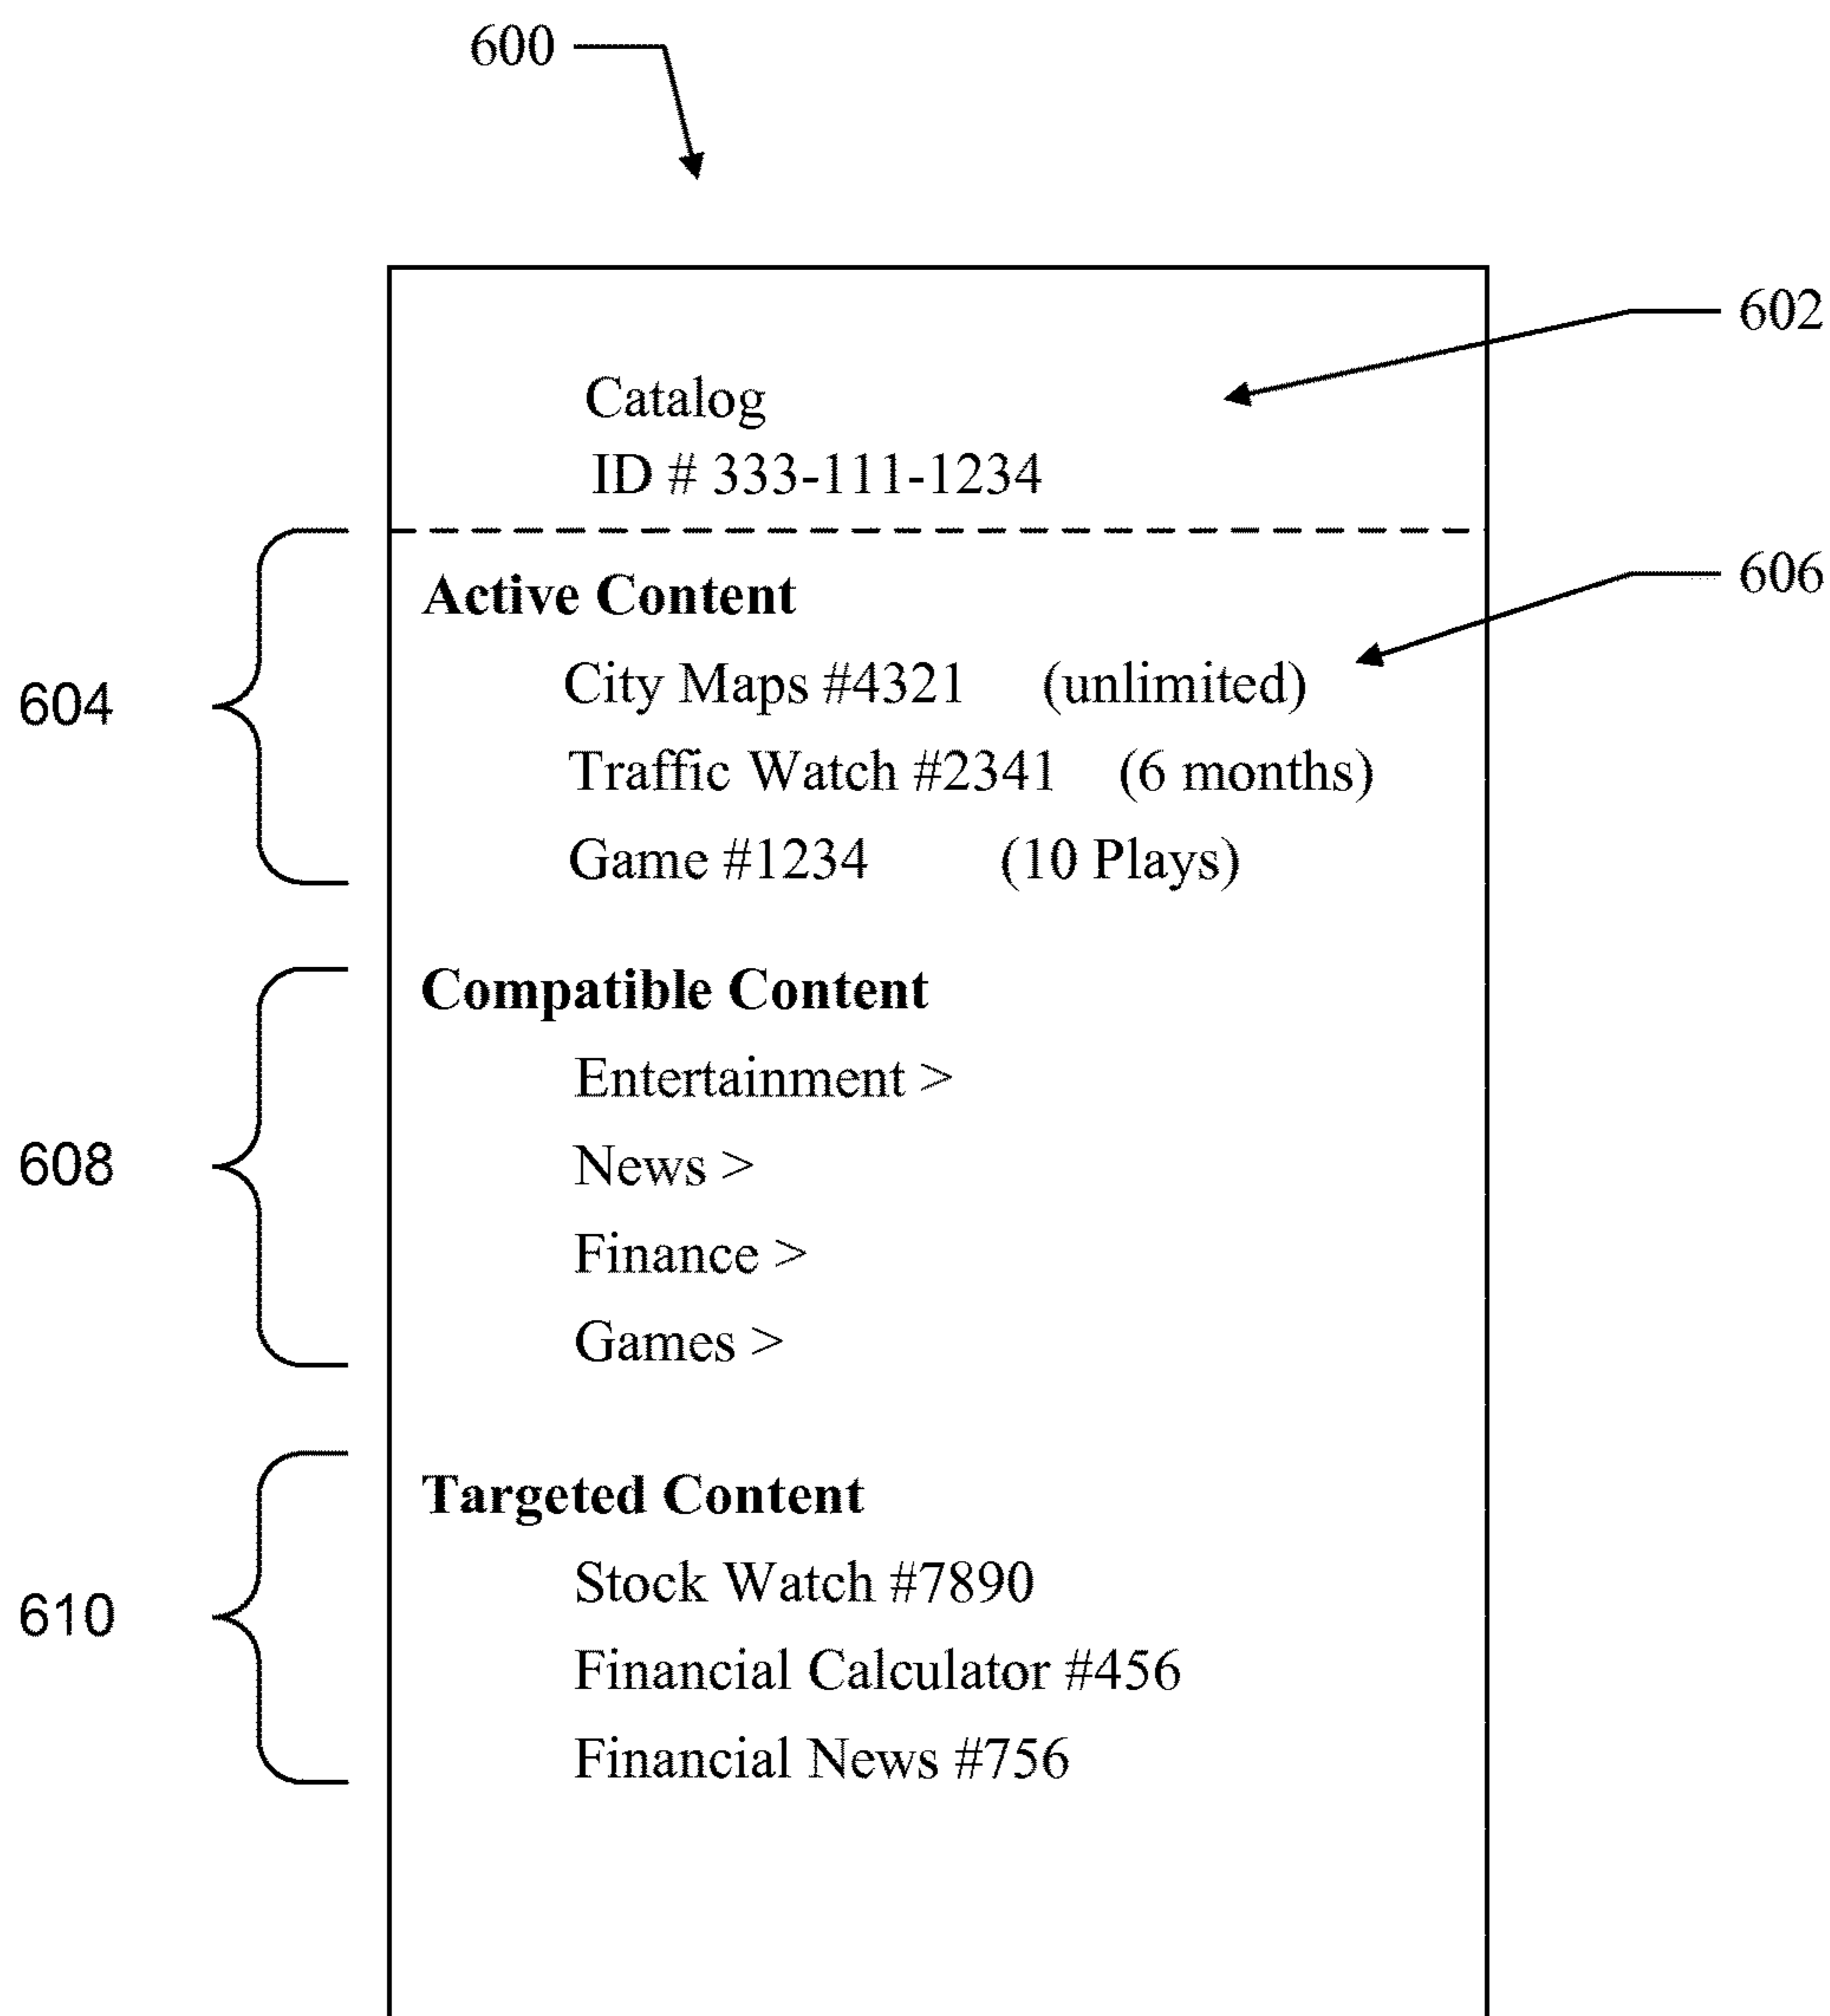 600
602
Catalog
ID # 333-111-1234
Active Content
606
City Maps #4321 (unlimited)
604
Traffic Watch #2341 (6 months)
Game #1234 (10 Plays)
Compatible Content
Entertainment >
608
News >
Finance >
Games >
Targeted Content
Stock Watch #7890
610
Financial Calculator #456
Financial News #756